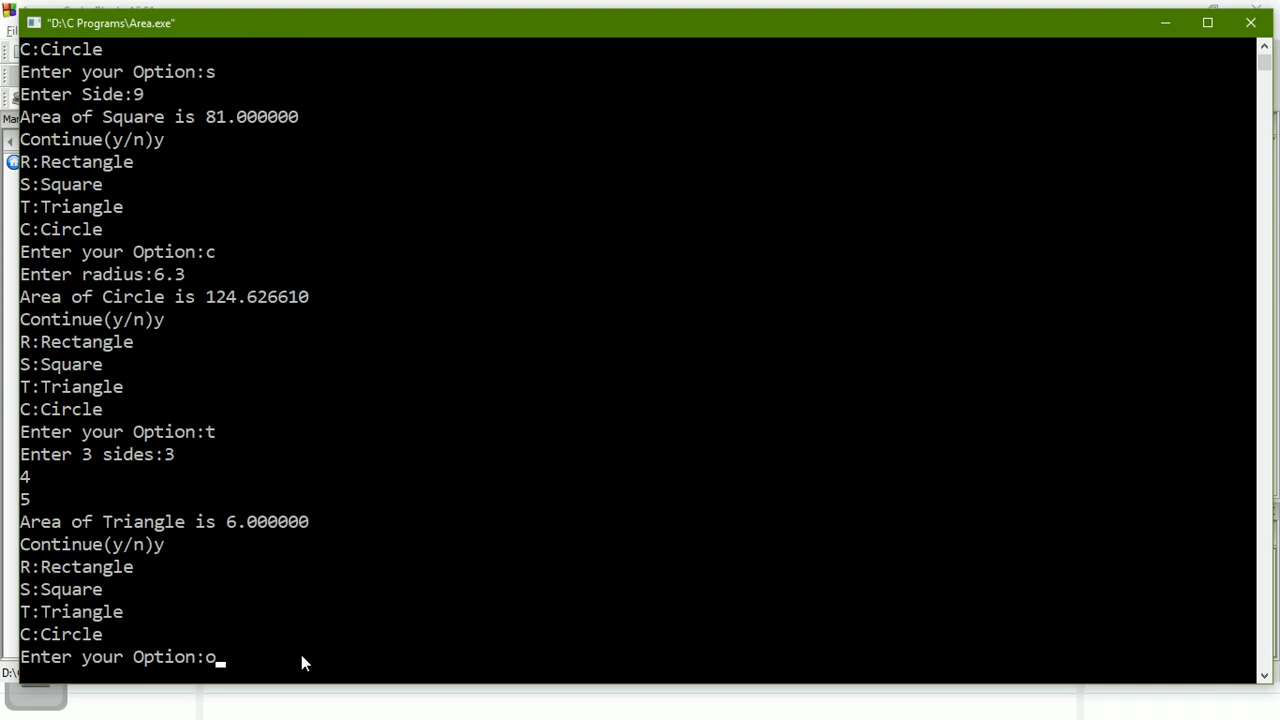 "D:\C Programs\Area.exe"
C:Circle
Enter your Option:s
Enter Side:9
Area of Square is 81.000000
Continue(y/n)y
R:Rectangle
S:Square
T:Triangle
C:Circle
Enter your Option:c
Enter radius:6.3
Area of Circle is 124.626610
Continue(y/n)y
R:Rectangle
S:Square
T:Triangle
C:Circle
Enter your Option:t
Enter 3 sides:3
4
5
Area of Triangle is 6.000000
Continue(y/n)y
R:Rectangle
S:Square
T:Triangle
C:Circle
Enter your Option:o